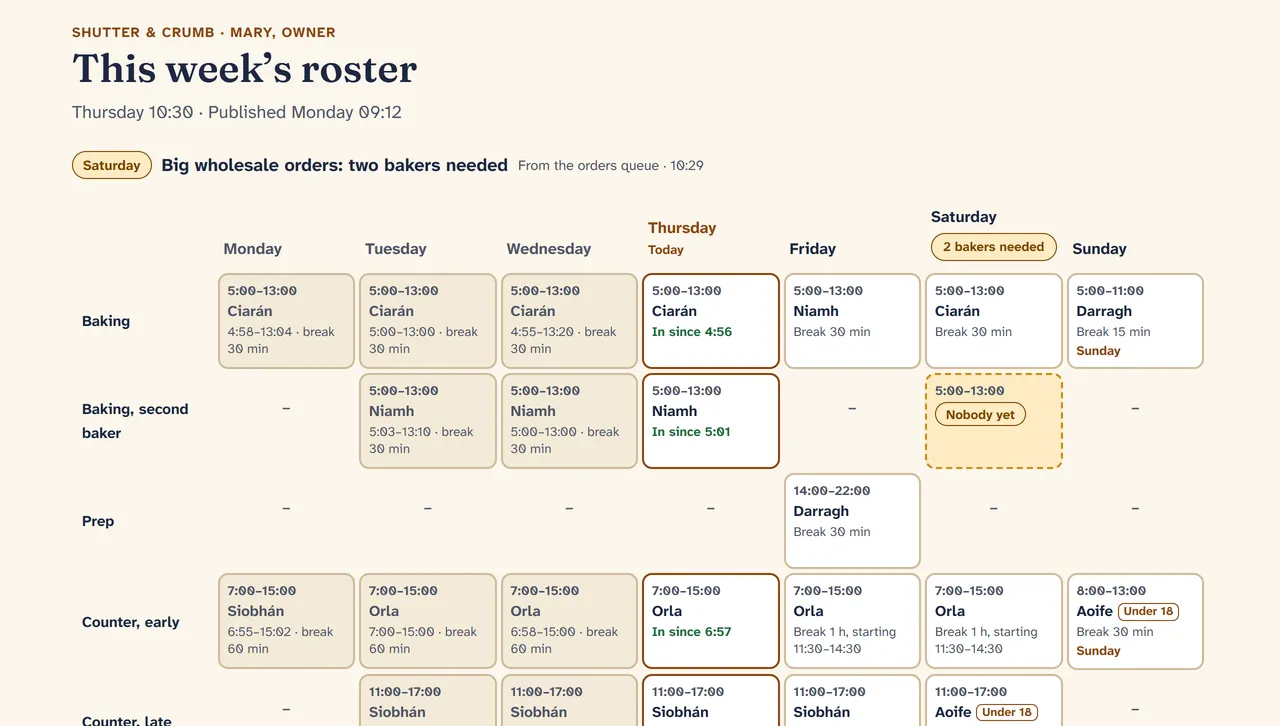 SHUTTER & CRUMB · MARY, OWNER
This week’s roster
Thursday 10:30 · Published Monday 09:12
Saturday Big wholesale orders: two bakers needed From the orders queue · 10:29
Monday Tuesday Wednesday Thursday Today Friday Saturday 2 bakers needed Sunday
Baking
5:00–13:00
Ciarán
4:58–13:04 · break
30 min
5:00–13:00
Ciarán
5:00–13:00 · break
30 min
5:00–13:00
Ciarán
4:55–13:20 · break
30 min
5:00–13:00
Ciarán
In since 4:56
5:00–13:00
Niamh
Break 30 min
5:00–13:00
Ciarán
Break 30 min
5:00–11:00
Darragh
Break 15 min
Sunday
Baking, second
baker
–
5:00–13:00
Niamh
5:03–13:10 · break
30 min
5:00–13:00
Niamh
5:00–13:00 · break
30 min
5:00–13:00
Niamh
In since 5:01
–
5:00–13:00
Nobody yet
–
Prep
–
–
–
–
14:00–22:00
Darragh
Break 30 min
–
–
Counter, early
7:00–15:00
Siobhán
6:55–15:02 · break
60 min
7:00–15:00
Orla
7:00–15:00 · break
60 min
7:00–15:00
Orla
6:58–15:00 · break
60 min
7:00–15:00
Orla
In since 6:57
7:00–15:00
Orla
Break 1 h, starting
11:30–14:30
7:00–15:00
Orla
Break 1 h, starting
11:30–14:30
8:00–13:00
Aoife Under 18
Break 30 min
Sunday
Counter, late
–
11:00–17:00
Siobhán
11:00–17:00
Siobhán
11:00–17:00
Siobhán
11:00–17:00
Siobhán
11:00–17:00
Aoife Under 18
–